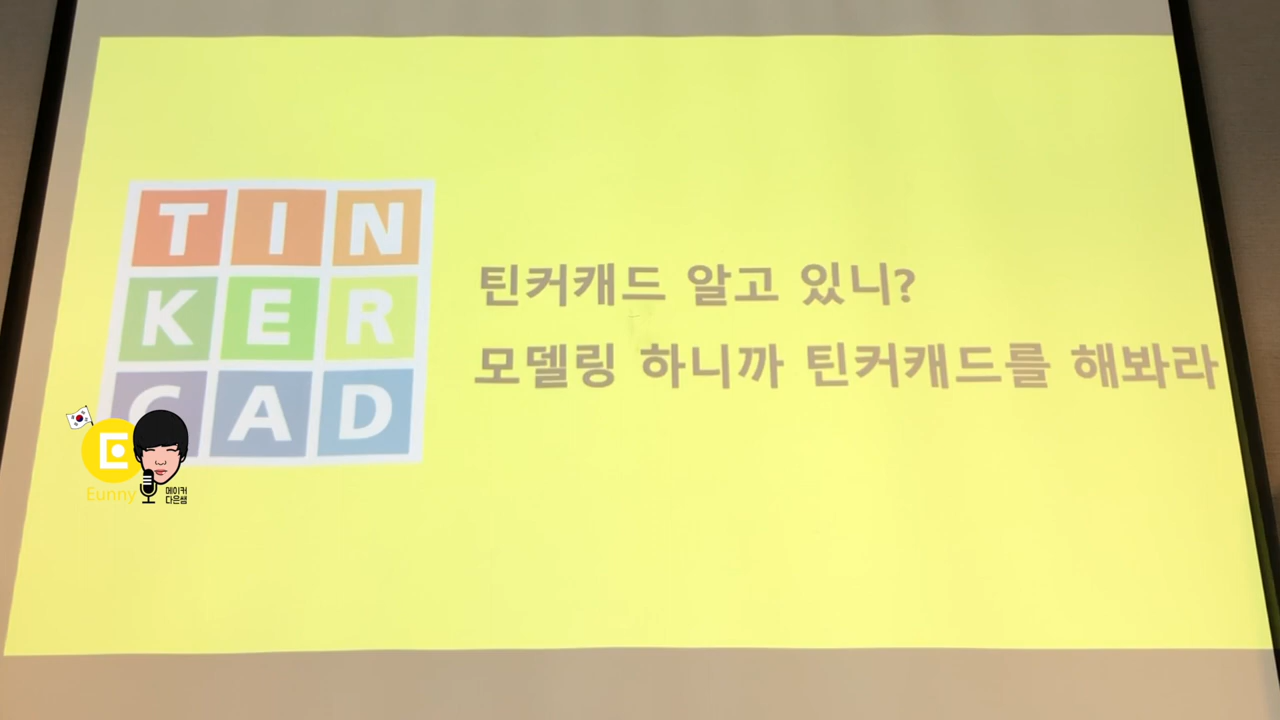 TIN
KER
CAD
틴커캐드 알고 있니?
모델링 하니까 틴커캐드를 해봐라
E
Eunny
메이커
다은쌤